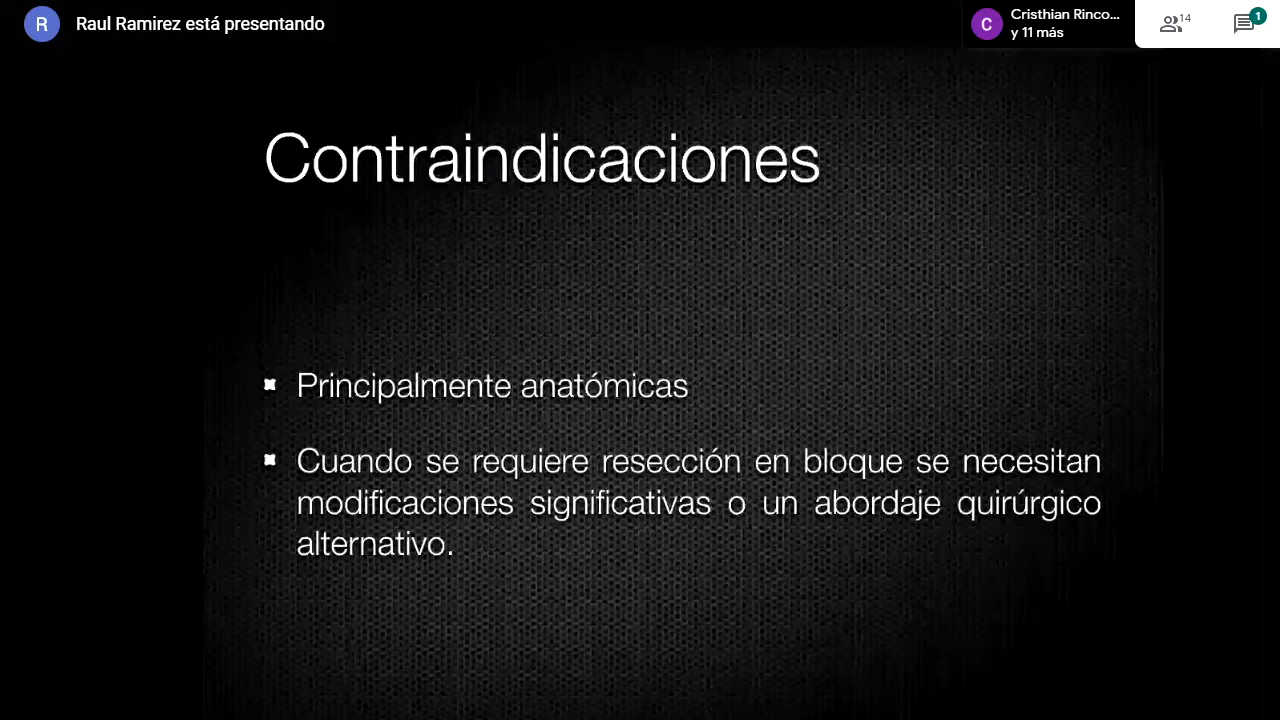 R
Raul Ramirez está presentando
C
Cristhian Rinco...
y 11 más
14
1
Contraindicaciones
Principalmente anatómicas
Cuando se requiere resección en bloque se necesitan
modificaciones significativas o un abordaje quirúrgico
alternativo.